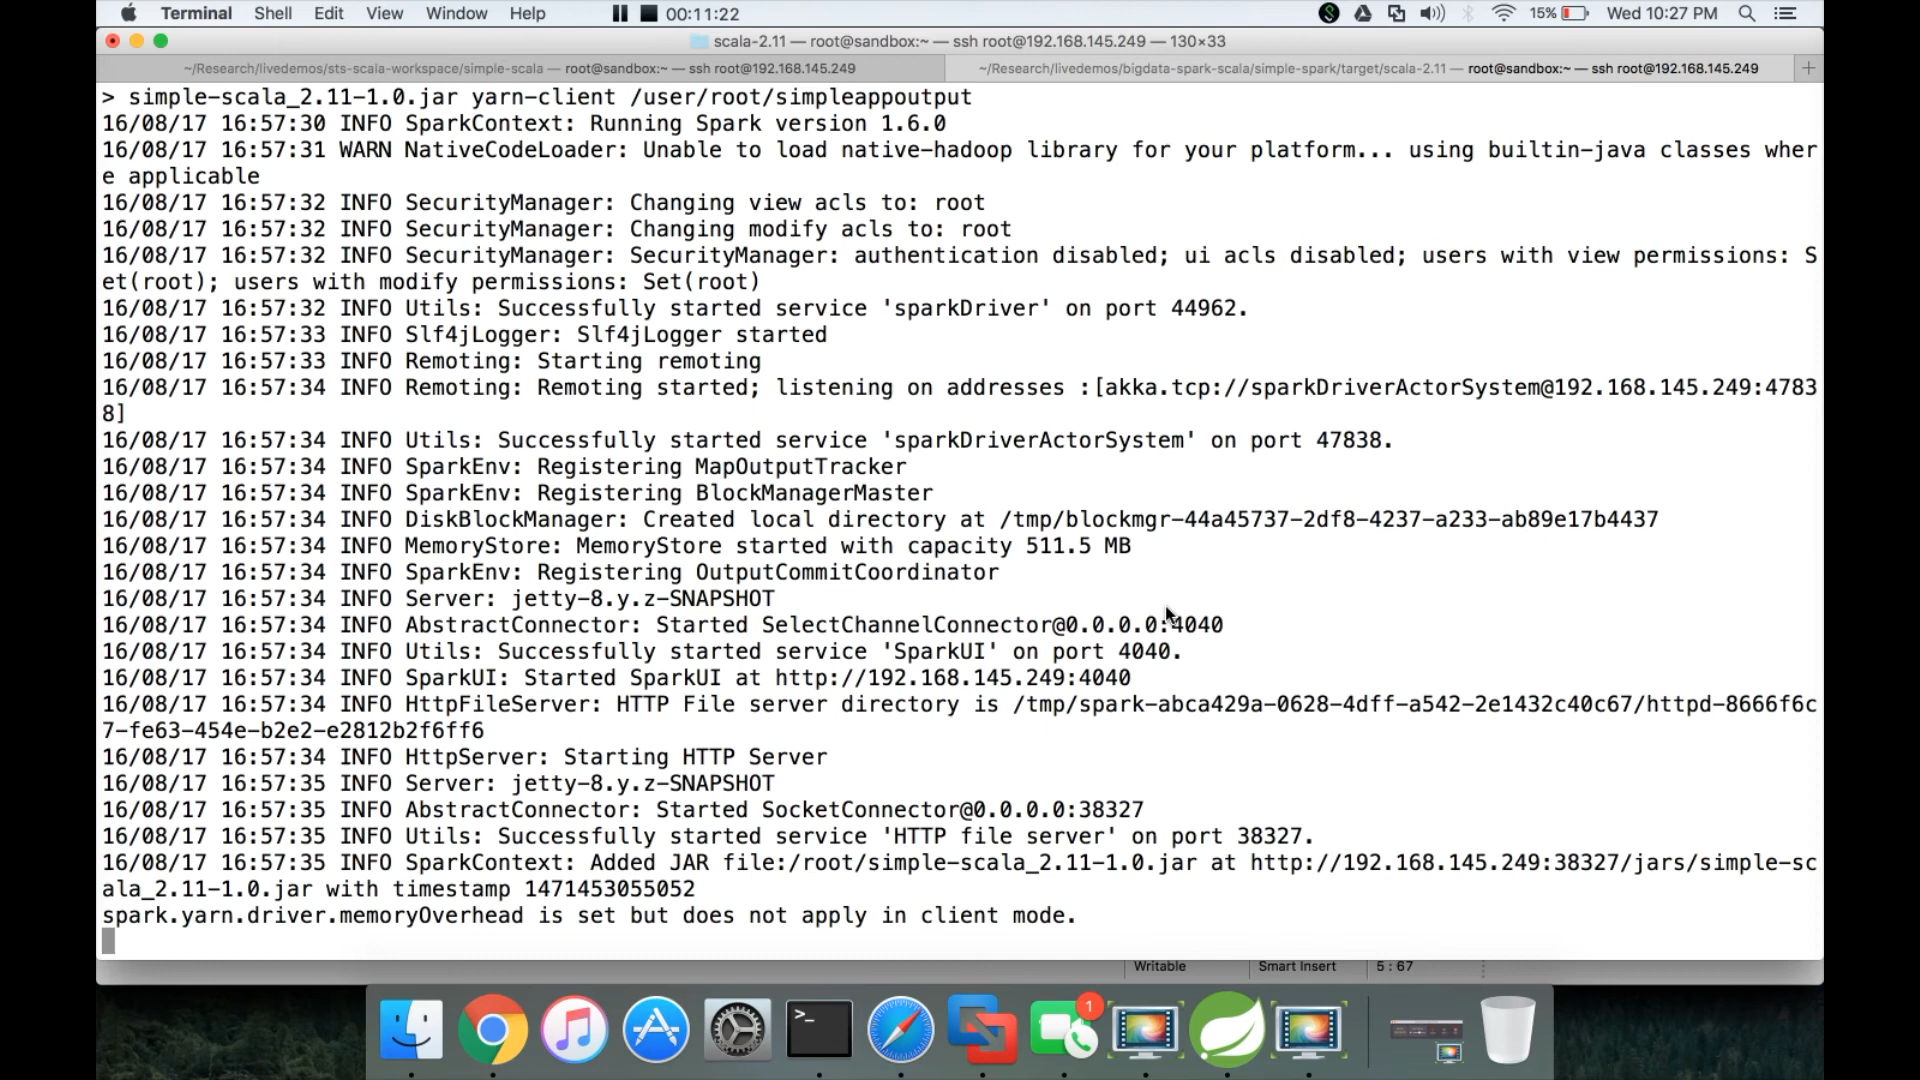 Terminal Shell Edit View Window Help 00:11:22 15% Wed 10:27 PM
scala-2.11 — root@sandbox:~ — ssh root@192.168.145.249 — 130×33
~/Research/livedemos/sts-scala-workspace/simple-scala — root@sandbox:~ — ssh root@192.168.145.249 ~/Research/livedemos/bigdata-spark-scala/simple-spark/target/scala-2.11 — root@sandbox:~ — ssh root@192.168.145.249 +
> simple-scala_2.11-1.0.jar yarn-client /user/root/simpleappoutput
16/08/17 16:57:30 INFO SparkContext: Running Spark version 1.6.0
16/08/17 16:57:31 WARN NativeCodeLoader: Unable to load native-hadoop library for your platform... using builtin-java classes wher
e applicable
16/08/17 16:57:32 INFO SecurityManager: Changing view acls to: root
16/08/17 16:57:32 INFO SecurityManager: Changing modify acls to: root
16/08/17 16:57:32 INFO SecurityManager: SecurityManager: authentication disabled; ui acls disabled; users with view permissions: S
et(root); users with modify permissions: Set(root)
16/08/17 16:57:32 INFO Utils: Successfully started service 'sparkDriver' on port 44962.
16/08/17 16:57:33 INFO Slf4jLogger: Slf4jLogger started
16/08/17 16:57:33 INFO Remoting: Starting remoting
16/08/17 16:57:34 INFO Remoting: Remoting started; listening on addresses :[akka.tcp://sparkDriverActorSystem@192.168.145.249:4783
8]
16/08/17 16:57:34 INFO Utils: Successfully started service 'sparkDriverActorSystem' on port 47838.
16/08/17 16:57:34 INFO SparkEnv: Registering MapOutputTracker
16/08/17 16:57:34 INFO SparkEnv: Registering BlockManagerMaster
16/08/17 16:57:34 INFO DiskBlockManager: Created local directory at /tmp/blockmgr-44a45737-2df8-4237-a233-ab89e17b4437
16/08/17 16:57:34 INFO MemoryStore: MemoryStore started with capacity 511.5 MB
16/08/17 16:57:34 INFO SparkEnv: Registering OutputCommitCoordinator
16/08/17 16:57:34 INFO Server: jetty-8.y.z-SNAPSHOT
16/08/17 16:57:34 INFO AbstractConnector: Started SelectChannelConnector@0.0.0.0:4040
16/08/17 16:57:34 INFO Utils: Successfully started service 'SparkUI' on port 4040.
16/08/17 16:57:34 INFO SparkUI: Started SparkUI at http://192.168.145.249:4040
16/08/17 16:57:34 INFO HttpFileServer: HTTP File server directory is /tmp/spark-abca429a-0628-4dff-a542-2e1432c40c67/httpd-8666f6c
7-fe63-454e-b2e2-e2812b2f6ff6
16/08/17 16:57:34 INFO HttpServer: Starting HTTP Server
16/08/17 16:57:35 INFO Server: jetty-8.y.z-SNAPSHOT
16/08/17 16:57:35 INFO AbstractConnector: Started SocketConnector@0.0.0.0:38327
16/08/17 16:57:35 INFO Utils: Successfully started service 'HTTP file server' on port 38327.
16/08/17 16:57:35 INFO SparkContext: Added JAR file:/root/simple-scala_2.11-1.0.jar at http://192.168.145.249:38327/jars/simple-sc
ala_2.11-1.0.jar with timestamp 1471453055052
spark.yarn.driver.memoryOverhead is set but does not apply in client mode.
Writable Smart Insert 5 : 67
>_ 1